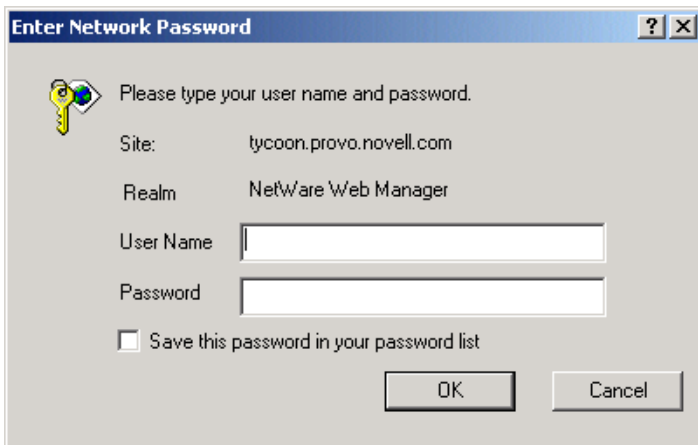 Enter Network Password
Please type your user name and password.
Site: tycoon.provo.novell.com
Realm NetWare Web Manager
User Name
Password
Save this password in your password list
OK Cancel